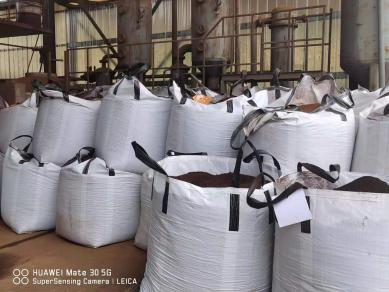 HUAWEI Mate 30 5G
SuperSensing Camera | LEICA